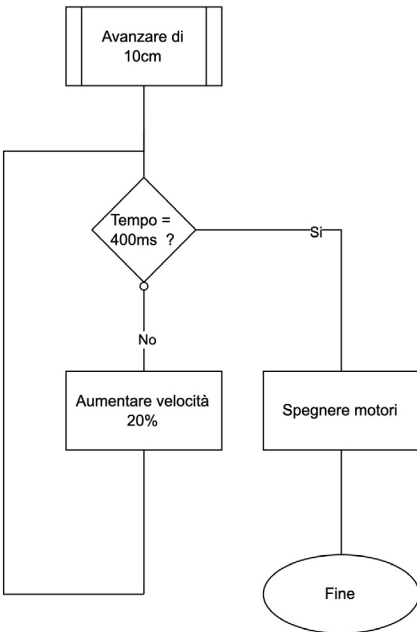 Avanzare di
10cm
Tempo =
400ms ?
Si
No
Aumentare velocità
20%
Spegnere motori
Fine